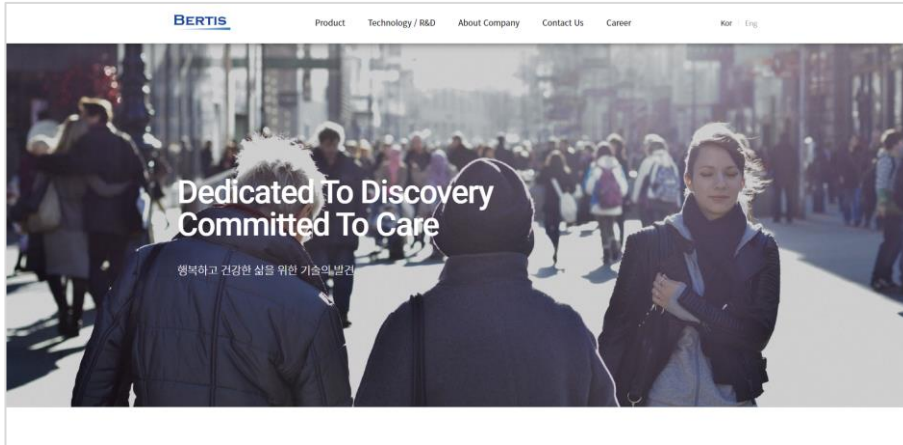 BERTIS
Product Technology / R&D About Company Contact Us Career Kor Eng
Dedicated To Discovery
Committed To Care
행복하고 건강한 삶을 위한 기술의 발견